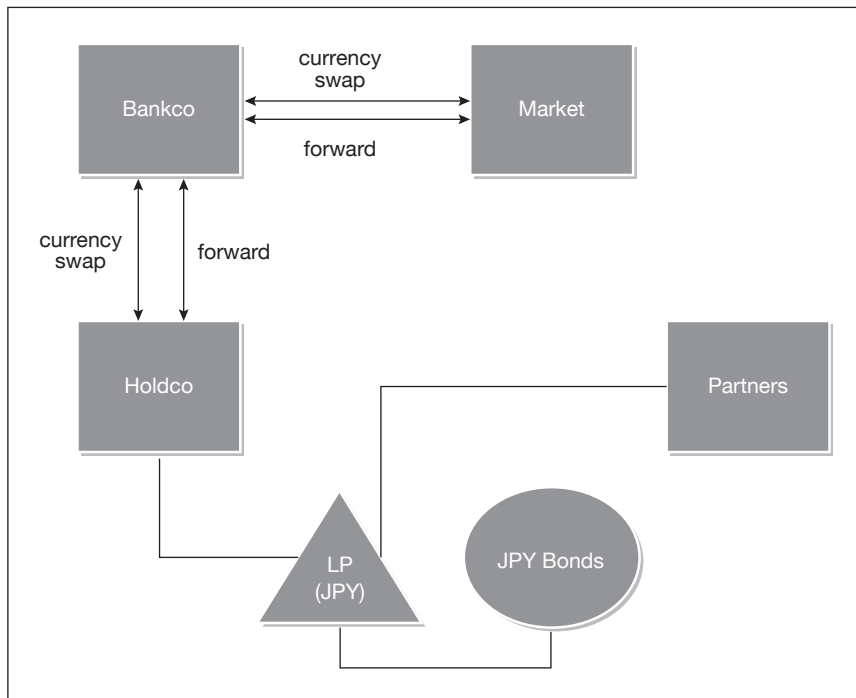 currency
swap
Bankco
Market
forward
currency
swap
forward
Holdco
Partners
LP
(JPY)
JPY Bonds